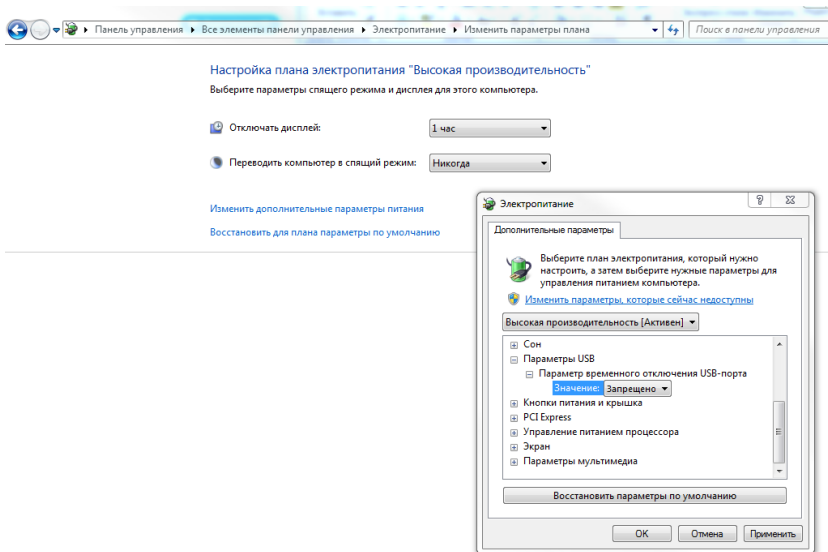 Панель управления ▸ Все элементы панели управления ▸ Электропитание ▸ Изменить параметры плана
Поиск в панели управления
Настройка плана электропитания "Высокая производительность"
Выберите параметры спящего режима и дисплея для этого компьютера.
Отключать дисплей: 1 час
Переводить компьютер в спящий режим: Никогда
Изменить дополнительные параметры питания
Восстановить для плана параметры по умолчанию
Электропитание
Дополнительные параметры
Выберите план электропитания, который нужно
настроить, а затем выберите нужные параметры для
управления питанием компьютера.
Изменить параметры, которые сейчас недоступны
Высокая производительность [Активен]
Сон
Параметры USB
Параметр временного отключения USB-порта
Значение: Запрещено
Кнопки питания и крышка
PCI Express
Управление питанием процессора
Экран
Параметры мультимедиа
Восстановить параметры по умолчанию
OK Отмена Применить